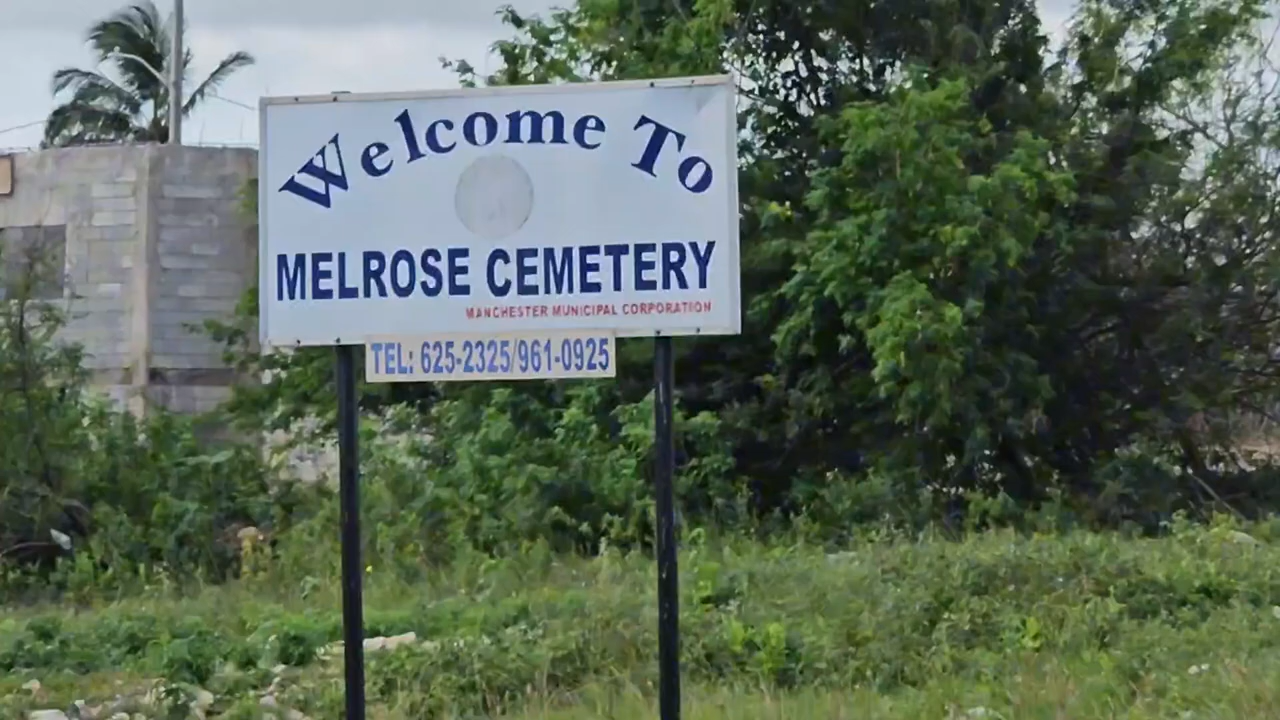 Welcome To
MELROSE CEMETERY
MANCHESTER MUNICIPAL CORPORATION
TEL: 625-2325/961-0925